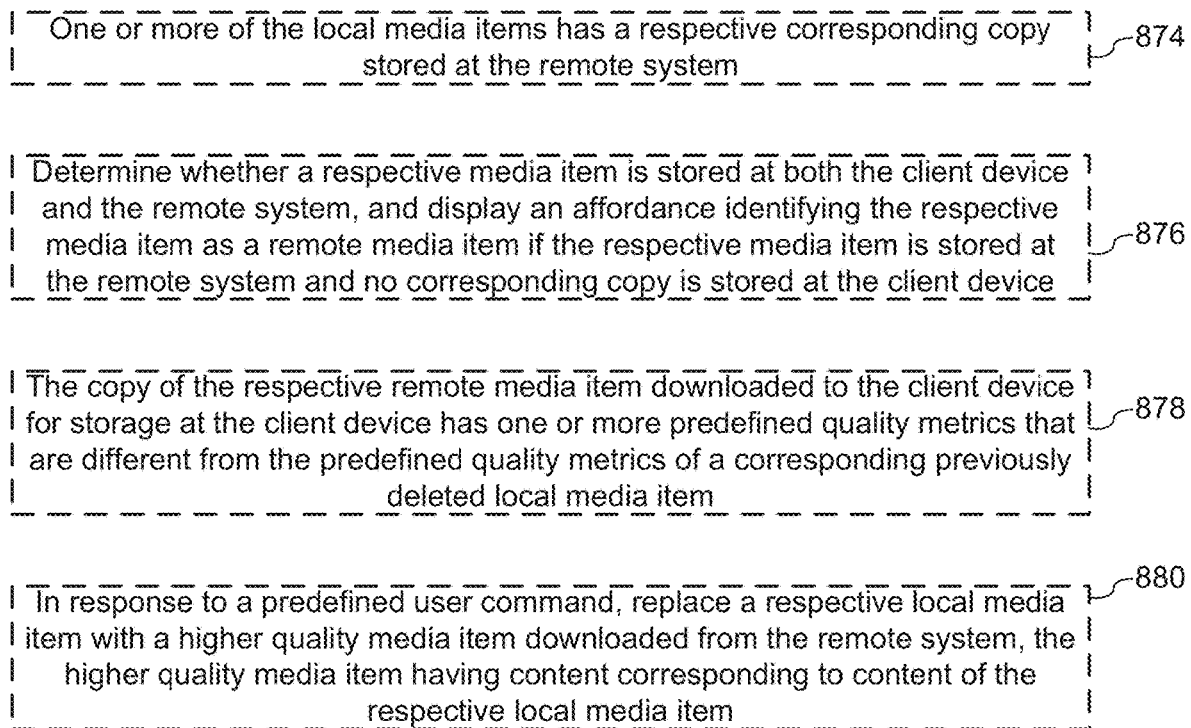 One or more of the local media items has a respective corresponding copy
stored at the remote system
874
Determine whether a respective media item is stored at both the client device
and the remote system, and display an affordance identifying the respective
media item as a remote media item if the respective media item is stored at
the remote system and no corresponding copy is stored at the client device
876
The copy of the respective remote media item downloaded to the client device
for storage at the client device has one or more predefined quality metrics that
are different from the predefined quality metrics of a corresponding previously
deleted local media item
878
In response to a predefined user command, replace a respective local media
item with a higher quality media item downloaded from the remote system, the
higher quality media item having content corresponding to content of the
respective local media item
880